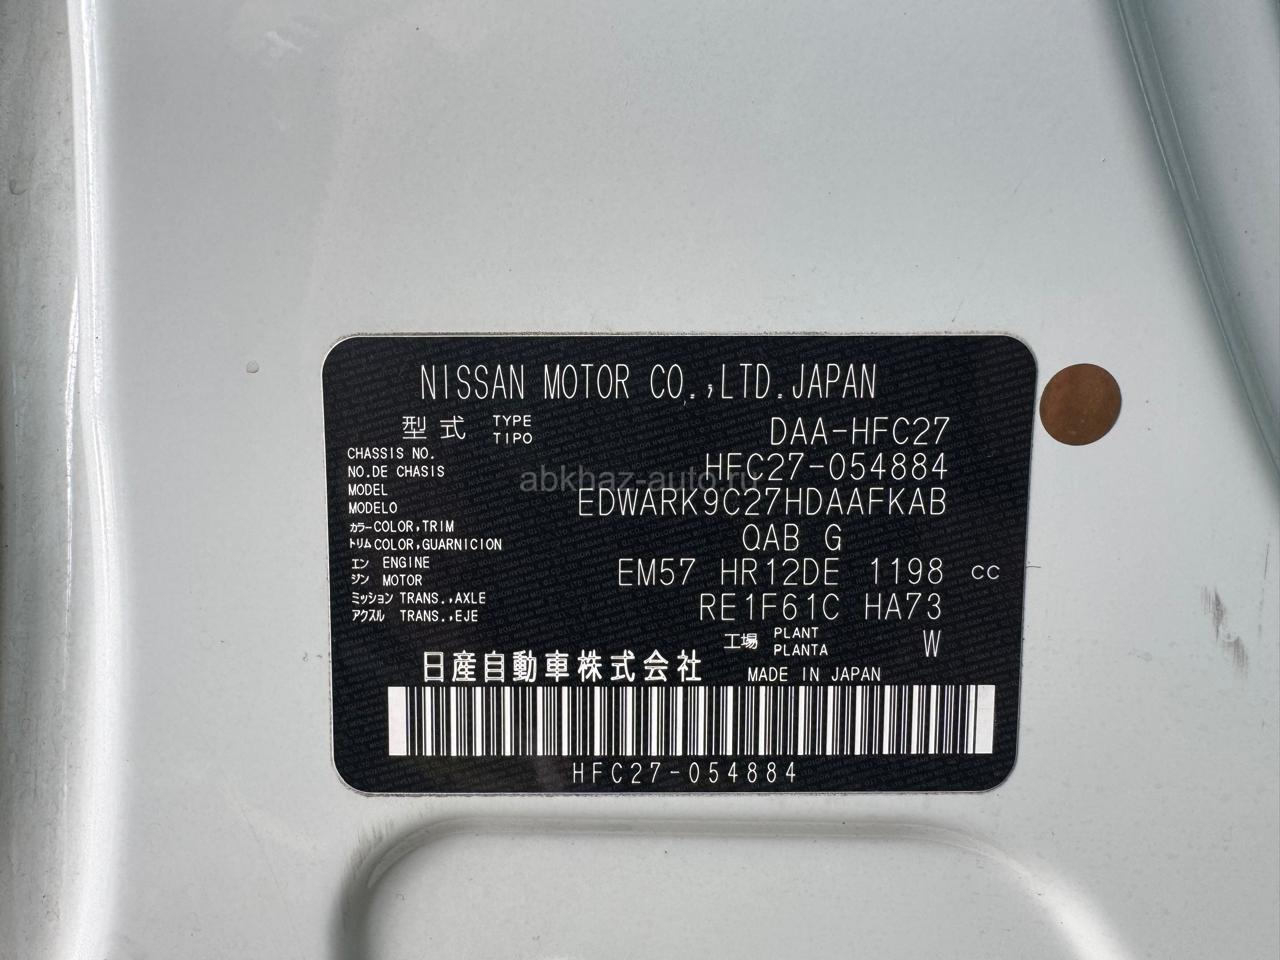 NISSAN MOTOR CO.,LTD.JAPAN
型式 TYPE TIPO DAA-HFC27
CHASSIS NO.
NO.DE CHASIS HFC27-054884
abkhaz-auto.ru
MODEL
MODELO EDWARK9C27HDAAFKAB
カラー COLOR,TRIM
トリム COLOR,GUARNICION QAB G
エン ENGINE
ジン MOTOR EM57 HR12DE 1198 cc
ミッション TRANS.,AXLE
アクスル TRANS.,EJE RE1F61C HA73
工場 PLANT PLANTA W
日産自動車株式会社 MADE IN JAPAN
HFC27-054884